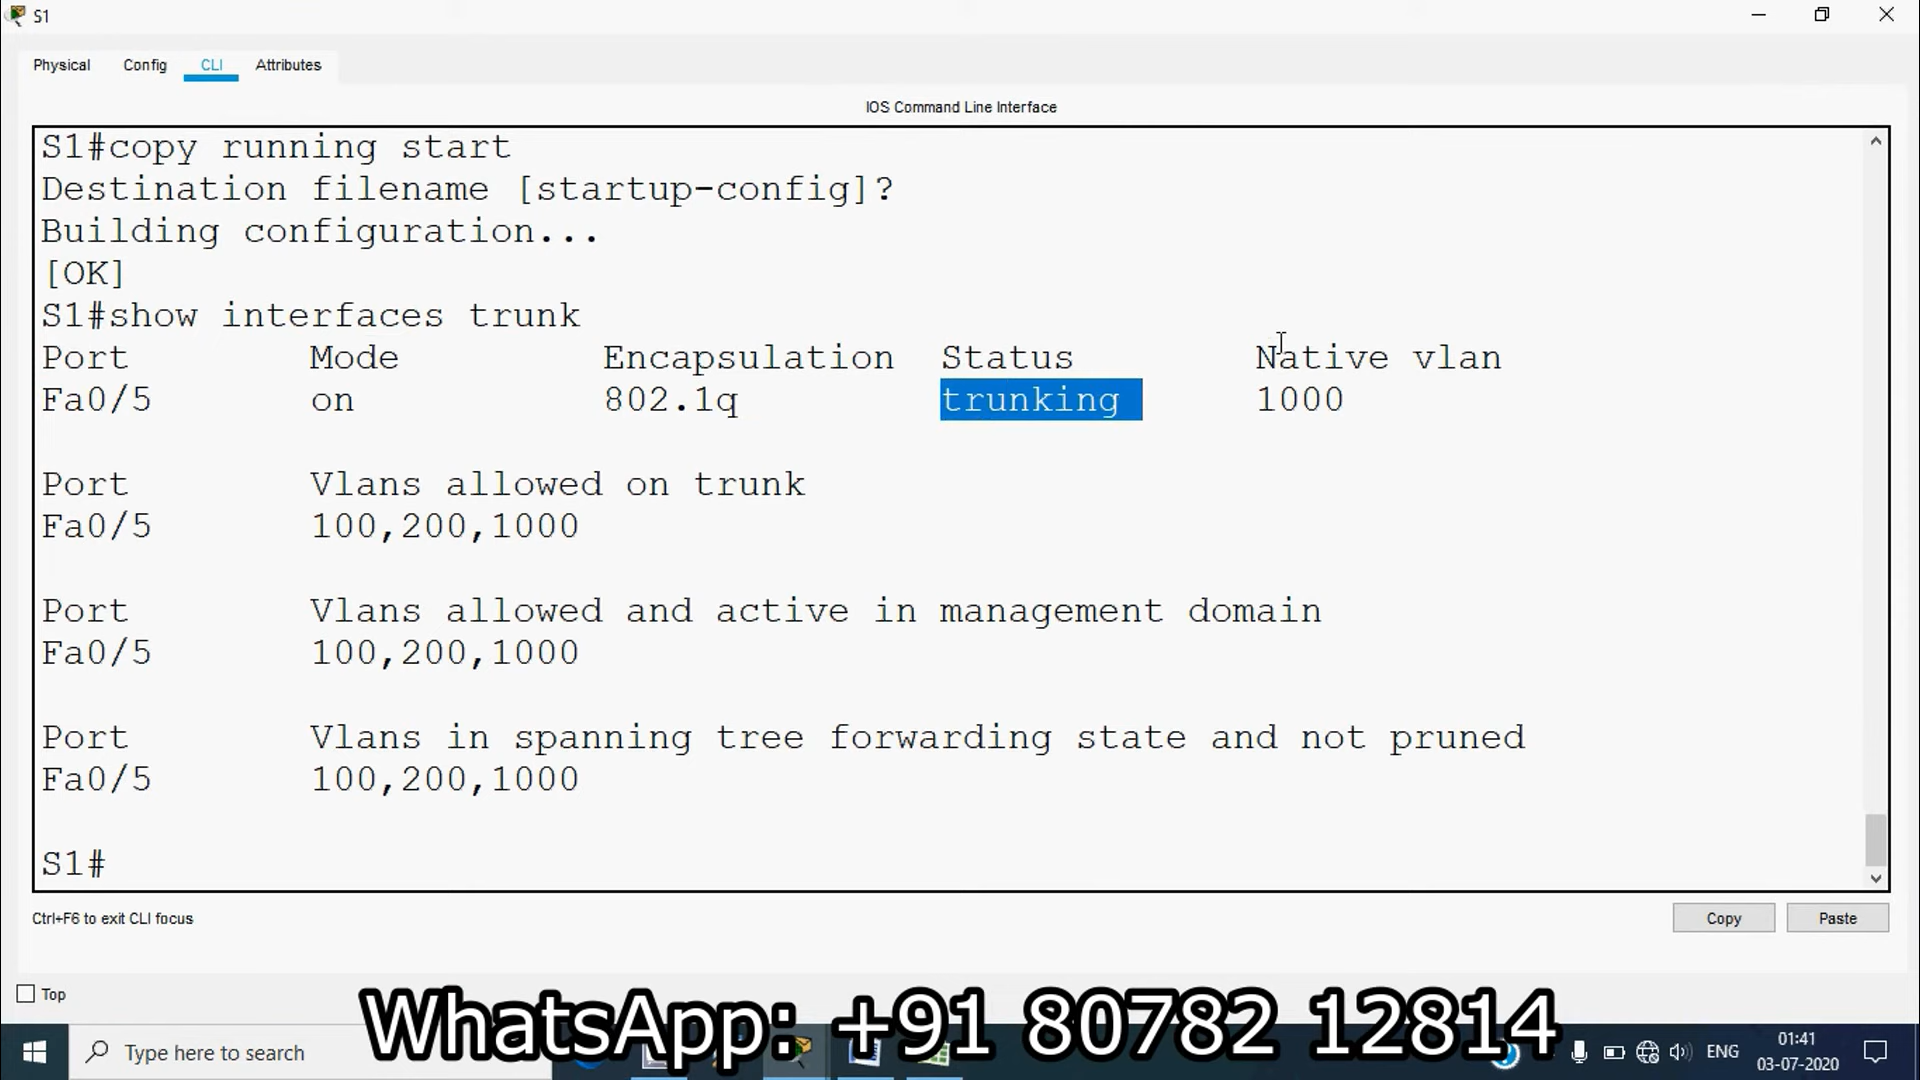 S1
Physical Config CLI Attributes
IOS Command Line Interface
S1#copy running start
Destination filename [startup-config]?
Building configuration...
[OK]
S1#show interfaces trunk
Port Mode Encapsulation Status Native vlan
Fa0/5 on 802.1q trunking 1000
Port Vlans allowed on trunk
Fa0/5 100,200,1000
Port Vlans allowed and active in management domain
Fa0/5 100,200,1000
Port Vlans in spanning tree forwarding state and not pruned
Fa0/5 100,200,1000
S1#
Ctrl+F6 to exit CLI focus
Copy Paste
Top
WhatsApp: +91 80782 12814
Type here to search
ENG
01:41
03-07-2020